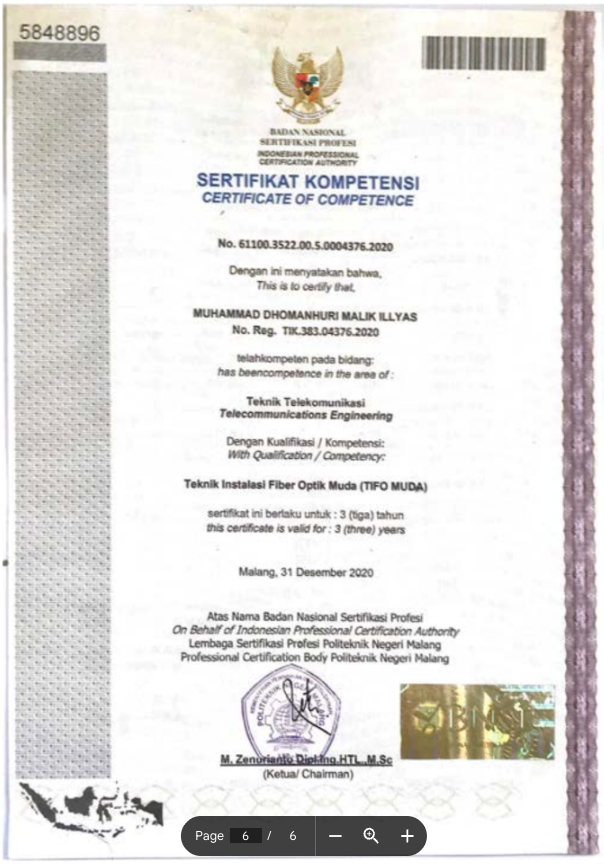 5848896
BADAN NASIONAL
SERTIFIKASI PROFESI
INDONESIAN PROFESSIONAL
CERTIFICATION AUTHORITY
SERTIFIKAT KOMPETENSI
CERTIFICATE OF COMPETENCE
No. 61100.3522.00.5.0004376.2020
Dengan ini menyatakan bahwa,
This is to certify that,
MUHAMMAD DHOMANHURI MALIK ILLYAS
No. Reg. TIK.383.04376.2020
telahkompeten pada bidang:
has beencompetence in the area of :
Teknik Telekomunikasi
Telecommunications Engineering
Dengan Kualifikasi / Kompetensi:
With Qualification / Competency:
Teknik Instalasi Fiber Optik Muda (TIFO MUDA)
sertifikat ini berlaku untuk : 3 (tiga) tahun
this certificate is valid for : 3 (three) years
Malang, 31 Desember 2020
Atas Nama Badan Nasional Sertifikasi Profesi
On Behalf of Indonesian Professional Certification Authority
Lembaga Sertifikasi Profesi Politeknik Negeri Malang
Professional Certification Body Politeknik Negeri Malang
M. Zenurianto Dipl.Ing.HTL.,M.Sc
(Ketua/ Chairman)
Page 6 / 6